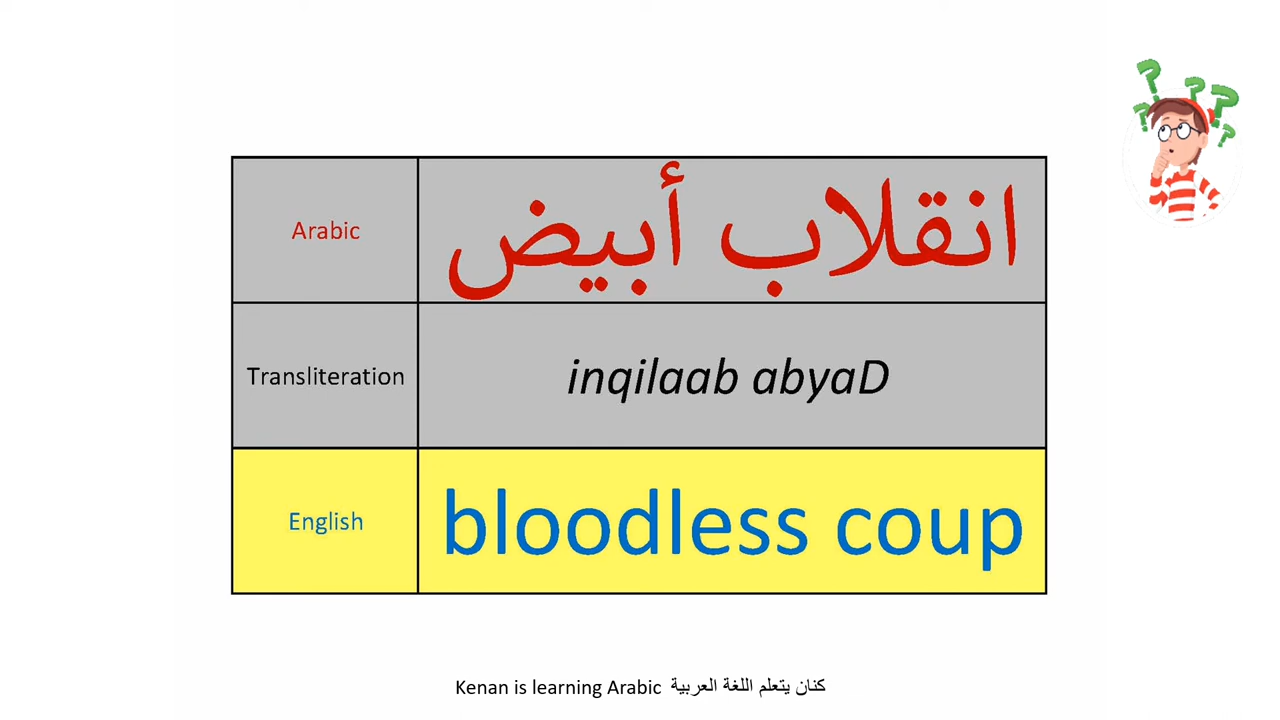 Arabic انقلاب أبيض
Transliteration inqilaab abyaD
English bloodless coup
Kenan is learning Arabic كنان يتعلم اللغة العربية